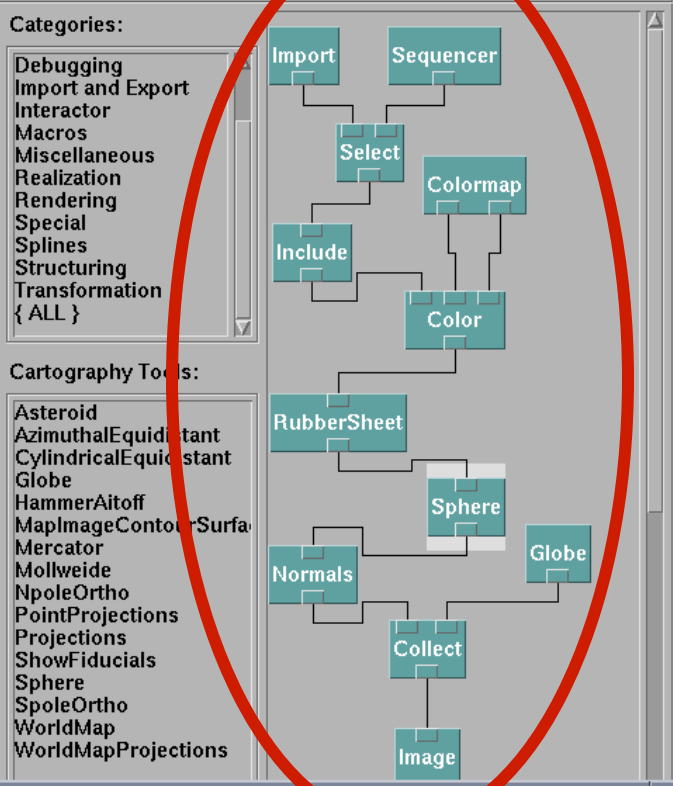 Categories:
Debugging
Import and Export
Interactor
Macros
Miscellaneous
Realization
Rendering
Special
Splines
Structuring
Transformation
{ ALL }
Cartography Tools:
Asteroid
AzimuthalEquidistant
CylindricalEquidistant
Globe
HammerAitoff
MapImageContourSurfa
Mercator
Mollweide
NpoleOrtho
PointProjections
Projections
ShowFiducials
Sphere
SpoleOrtho
WorldMap
WorldMapProjections
Import
Sequencer
Select
Colormap
Include
Color
RubberSheet
Sphere
Globe
Normals
Collect
Image